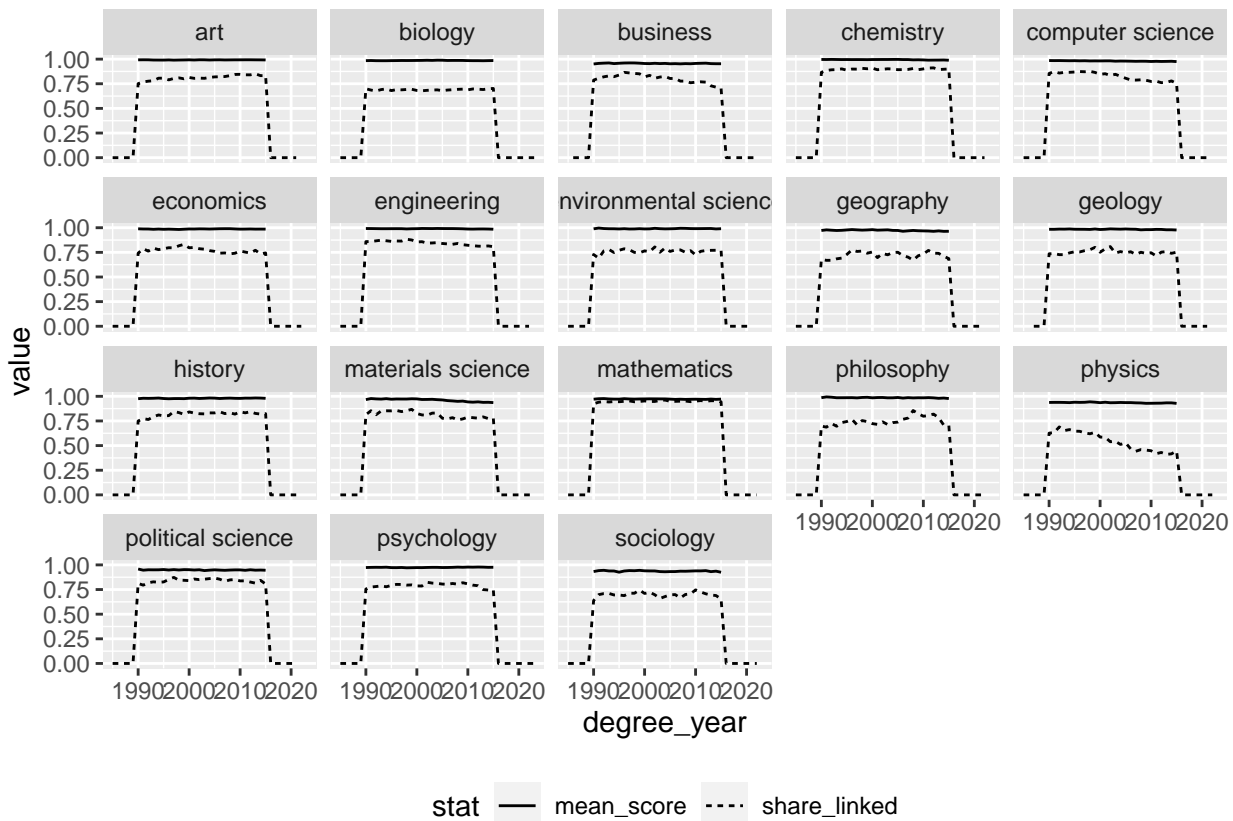 art biology business chemistry computer science
1.00
0.75
0.50
0.25
0.00
economics engineering nvironmental scienc geography geology
1.00
0.75
0.50
0.25
0.00
history materials science mathematics philosophy physics
1.00
0.75
0.50
0.25
0.00
1990 2000 2010 2020 1990 2000 2010 2020
political science psychology sociology
1.00
0.75
0.50
0.25
0.00
1990 2000 2010 2020 1990 2000 2010 2020 1990 2000 2010 2020
value
degree_year
stat mean_score share_linked